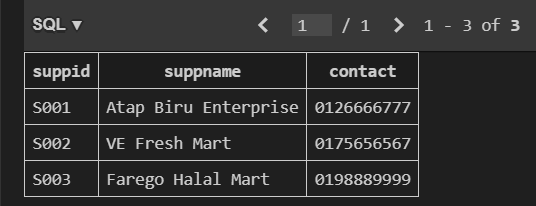 SQL ▼ < 1 / 1 > 1 - 3 of 3
suppid suppname contact
S001 Atap Biru Enterprise 0126666777
S002 VE Fresh Mart 0175656567
S003 Farego Halal Mart 0198889999